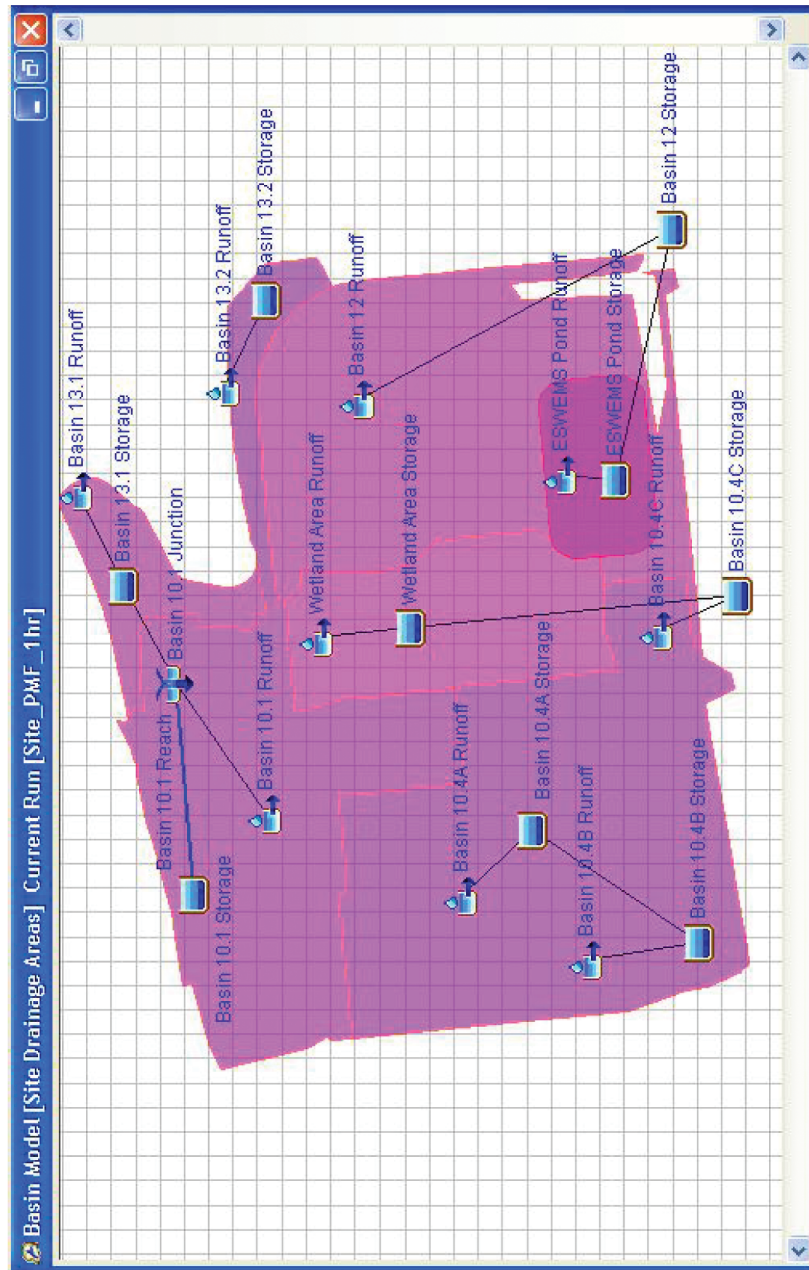 Basin Model [Site Drainage Areas] Current Run [Site_PMF_1hr]
Basin 13.1 Runoff
Basin 13.1 Storage
Basin 10.1 Junction
Basin 10.1 Reach
Basin 10.1 Storage
Basin 10.1 Runoff
Basin 13.2 Runoff
Basin 13.2 Storage
Basin 12 Runoff
Wetland Area Runoff
Wetland Area Storage
Basin 10.4A Runoff
Basin 10.4A Storage
Basin 10.4B Runoff
Basin 10.4B Storage
ESWEMS Pond Runoff
ESWEMS Pond Storage
Basin 10.4C Runoff
Basin 10.4C Storage
Basin 12 Storage